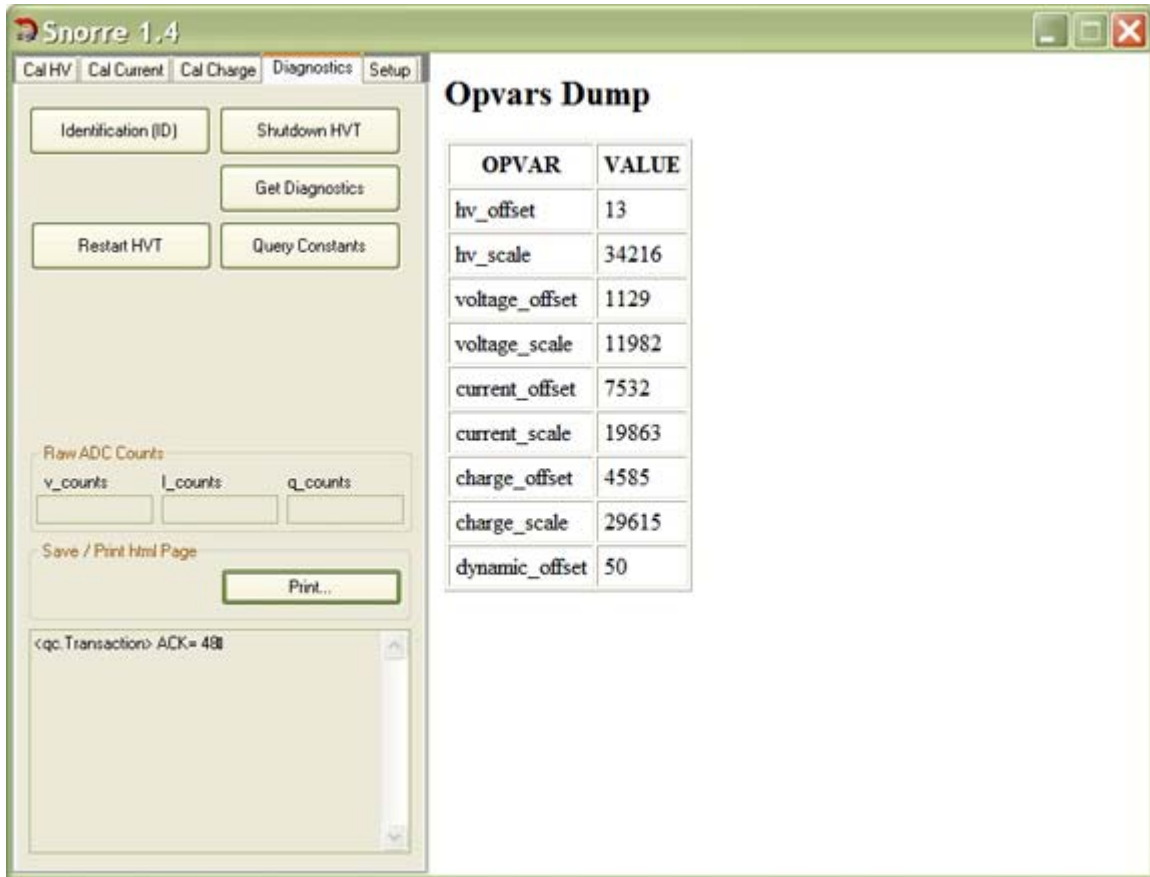 Snorre 1.4
Cal HV Cal Current Cal Charge Diagnostics Setup
Identification (ID) Shutdown HVT
Get Diagnostics
Restart HVT Query Constants
Raw ADC Counts
v_counts I_counts q_counts
Save / Print html Page
Print...
<qc.Transaction> ACK= 48
Opvars Dump
OPVAR VALUE
hv_offset 13
hv_scale 34216
voltage_offset 1129
voltage_scale 11982
current_offset 7532
current_scale 19863
charge_offset 4585
charge_scale 29615
dynamic_offset 50